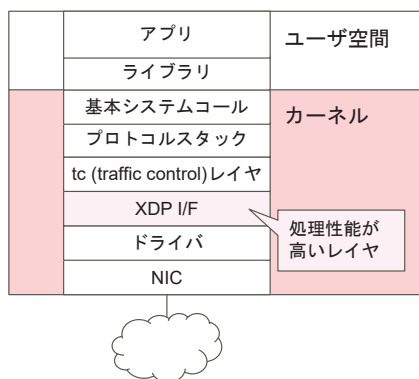 アプリ
ユーザ空間
ライブラリ
基本システムコール
カーネル
プロトコルスタック
tc (traffic control)レイヤ
XDP I/F
処理性能が
高いレイヤ
ドライバ
NIC